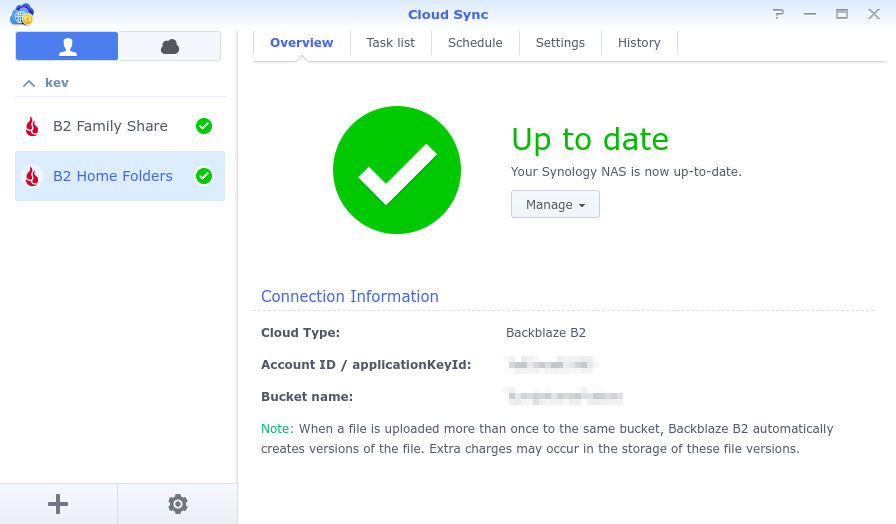 Cloud Sync
kev
B2 Family Share
B2 Home Folders
Overview
Task list
Schedule
Settings
History
Up to date
Your Synology NAS is now up-to-date.
Manage
Connection Information
Cloud Type: Backblaze B2
Account ID / applicationKeyId:
Bucket name:
Note: When a file is uploaded more than once to the same bucket, Backblaze B2 automatically
creates versions of the file. Extra charges may occur in the storage of these file versions.